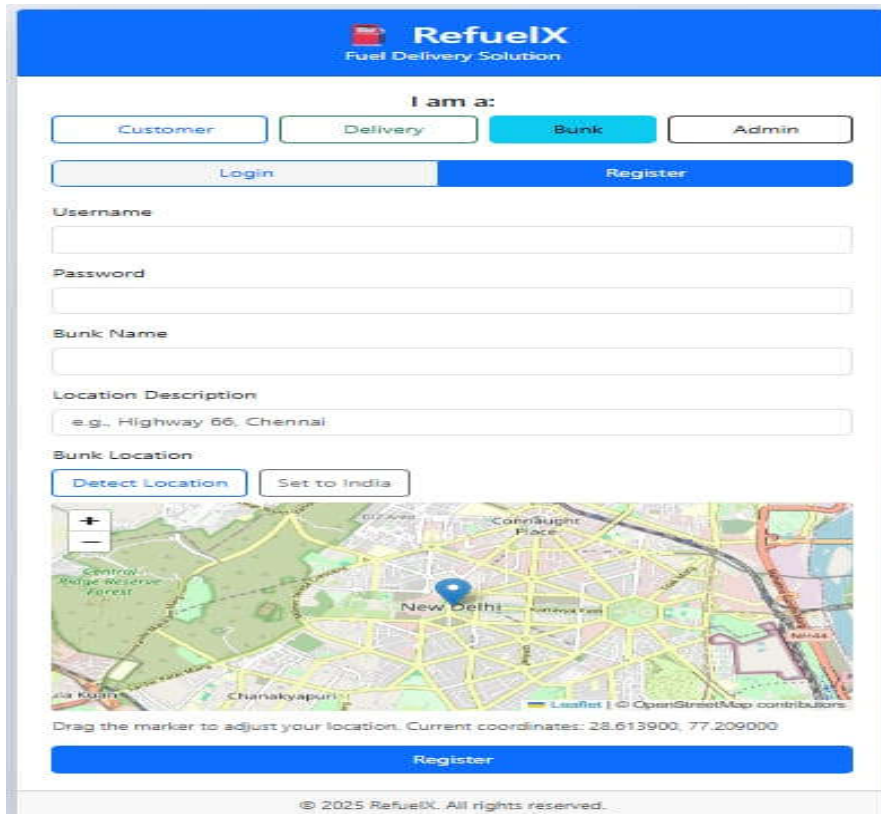 RefuelX
Fuel Delivery Solution
I am a:
Customer Delivery Bunk Admin
Login Register
Username
Password
Bunk Name
Location Description
e.g., Highway 66, Chennai
Bunk Location
Detect Location Set to India
+
−
Connaught
Place
Central
Ridge Reserve
Forest
New Delhi
NH44
Chanakyapuri
Leaflet | © OpenStreetMap contributors
Drag the marker to adjust your location. Current coordinates: 28.613900, 77.209000
Register
© 2025 RefuelX. All rights reserved.